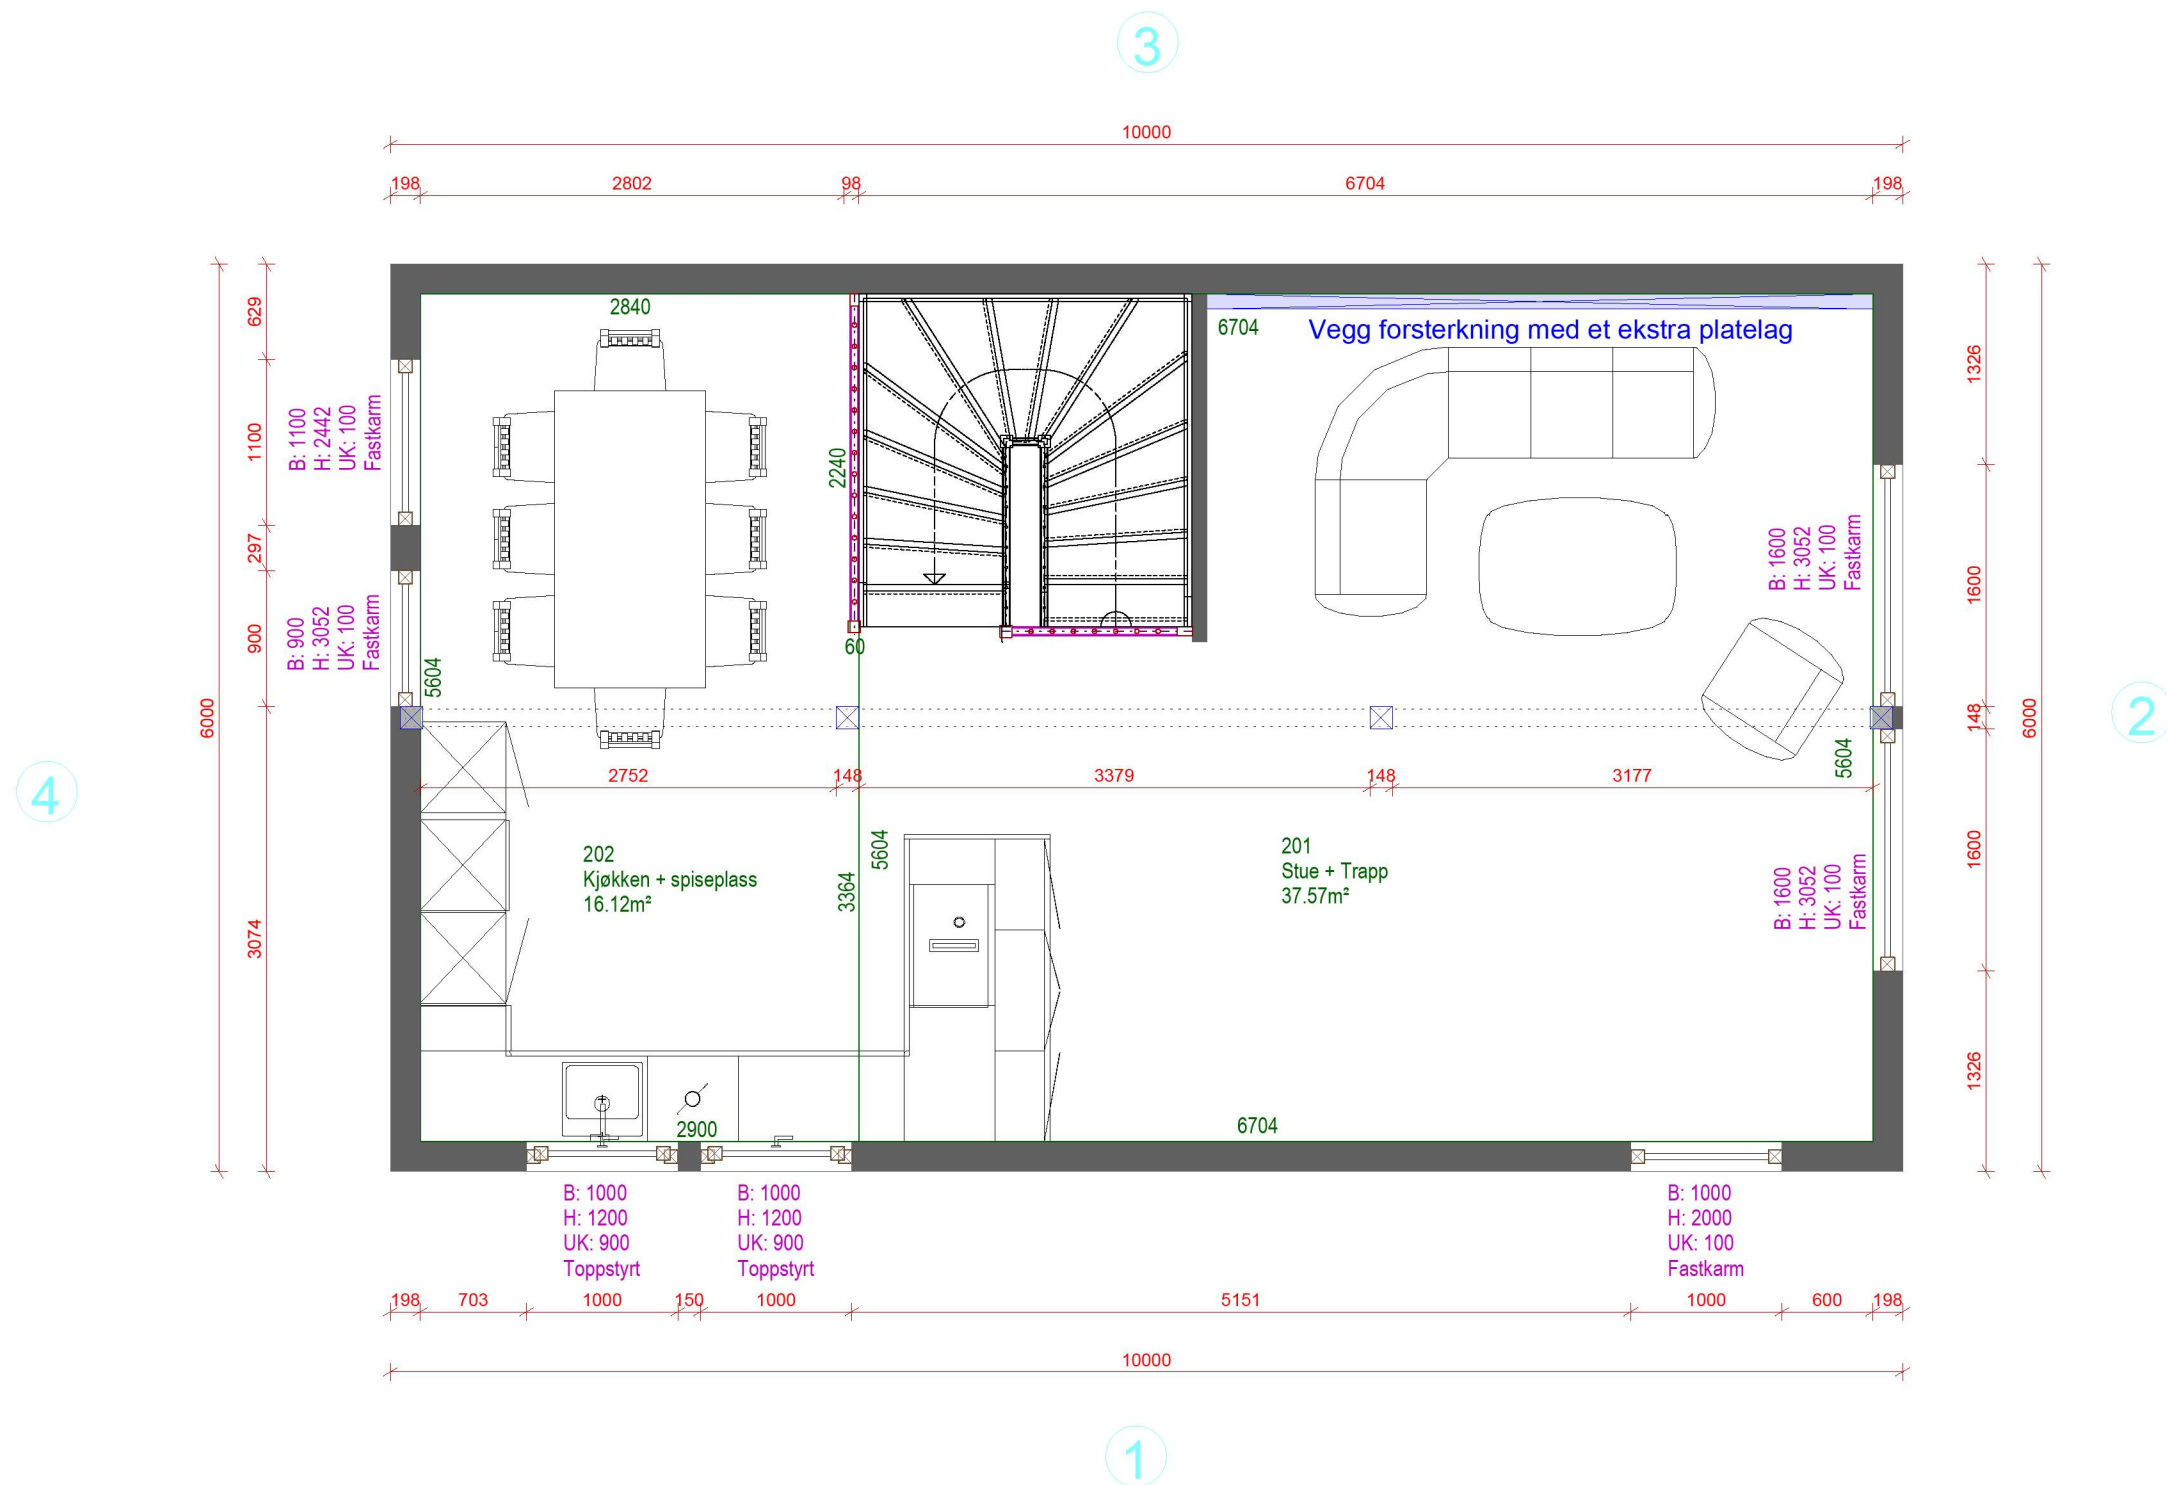 3
10000
198
2802
98
6704
198
629
1100
297
900
3074
6000
B: 1100
H: 2442
UK: 100
Fastkarm
B: 900
H: 3052
UK: 100
Fastkarm
2840
6704
Vegg forsterkning med et ekstra platelag
2240
60
5604
1326
1600
148
1600
1326
6000
B: 1600
H: 3052
UK: 100
Fastkarm
5604
2
4
2752
148
3379
148
3177
202
Kjøkken + spiseplass
16.12m²
5604
3364
201
Stue + Trapp
37.57m²
B: 1600
H: 3052
UK: 100
Fastkarm
2900
6704
B: 1000
H: 1200
UK: 900
Toppstyrt
B: 1000
H: 1200
UK: 900
Toppstyrt
B: 1000
H: 2000
UK: 100
Fastkarm
198
703
1000
150
1000
5151
1000
600
198
10000
1